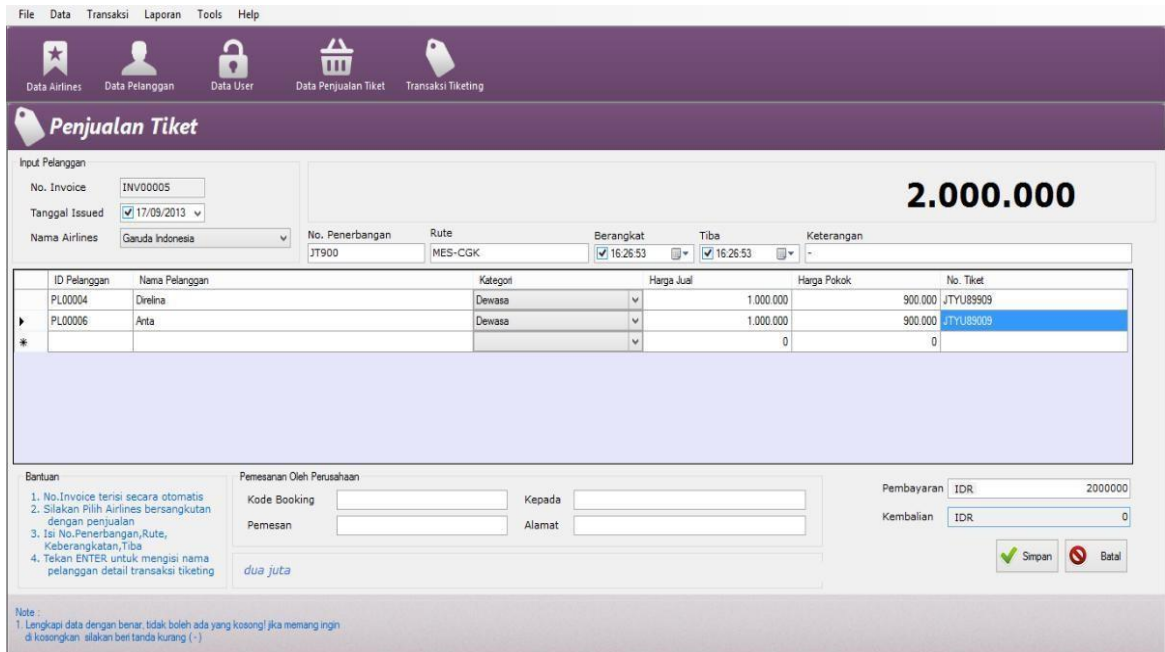 File Data Transaksi Laporan Tools Help
Data Airlines Data Pelanggan Data User Data Penjualan Tiket Transaksi Tiketing
Penjualan Tiket
Input Pelanggan
No. Invoice INV00005
2.000.000
Tanggal Issued 17/09/2013
Nama Airlines Garuda Indonesia
No. Penerbangan Rute Berangkat Tiba Keterangan
JT900 MES-CGK 16:26:53 16:26:53 -
ID Pelanggan Nama Pelanggan Kategori Harga Jual Harga Pokok No. Tiket
PL00004 Direlina Dewasa 1.000.000 900.000 JTYU89909
PL00006 Anta Dewasa 1.000.000 900.000 JTYU89009
0 0
Bantuan
1. No.Invoice terisi secara otomatis
2. Silakan Pilih Airlines bersangkutan
dengan penjualan
3. Isi No.Penerbangan,Rute,
Keberangkatan,Tiba
4. Tekan ENTER untuk mengisi nama
pelanggan detail transaksi tiketing
Pemesanan Oleh Perusahaan
Kode Booking Kepada
Pemesan Alamat
dua juta
Pembayaran IDR 2000000
Kembalian IDR 0
Simpan Batal
Note :
1. Lengkapi data dengan benar, tidak boleh ada yang kosong! jika memang ingin
di kosongkan silakan beri tanda kurang ( - )